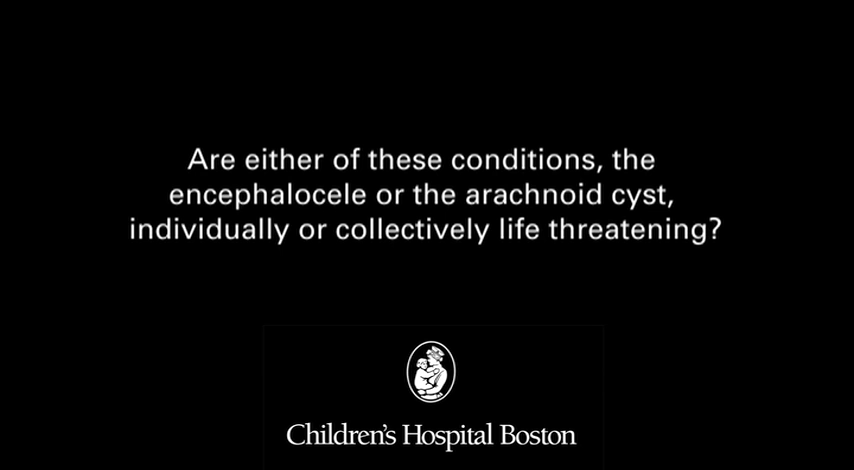 Are either of these conditions, the
encephalocele or the arachnoid cyst,
individually or collectively life threatening?
Children's Hospital Boston